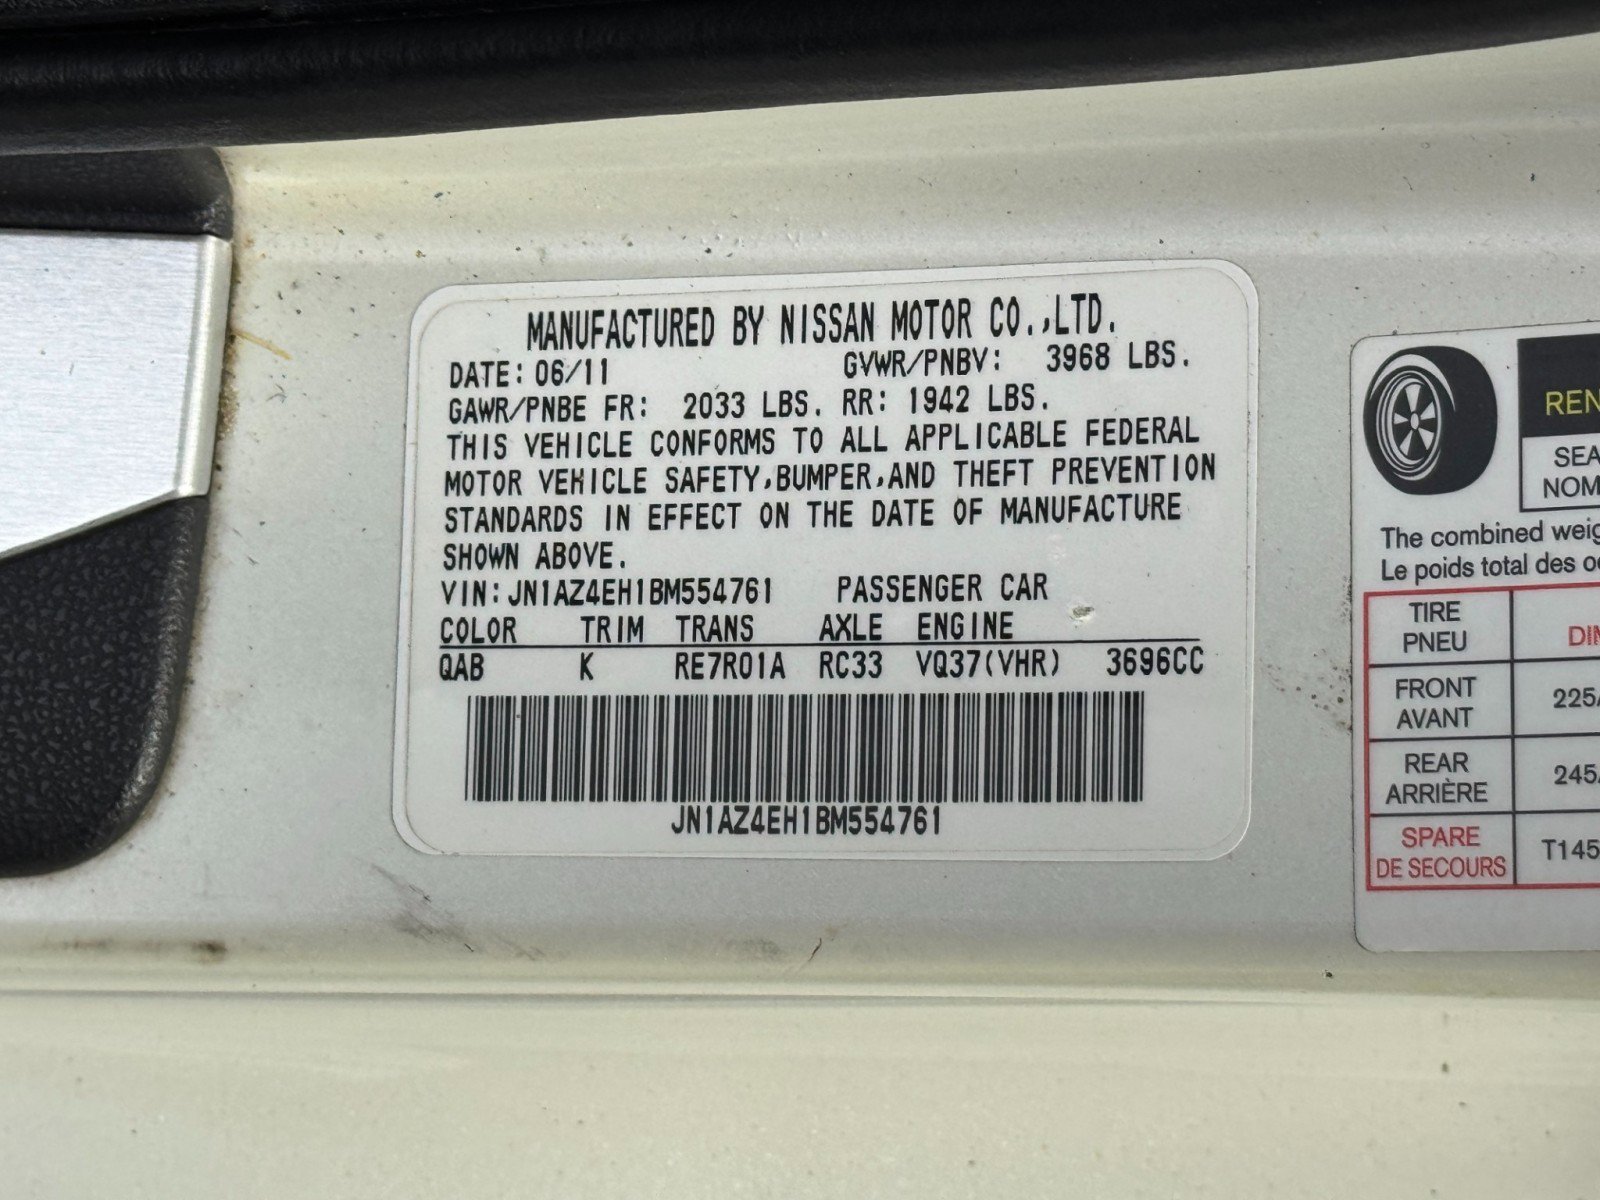 MANUFACTURED BY NISSAN MOTOR CO.,LTD.
DATE: 06/11 GVWR/PNBV: 3968 LBS.
GAWR/PNBE FR: 2033 LBS. RR: 1942 LBS.
THIS VEHICLE CONFORMS TO ALL APPLICABLE FEDERAL
MOTOR VEHICLE SAFETY,BUMPER,AND THEFT PREVENTION
STANDARDS IN EFFECT ON THE DATE OF MANUFACTURE
SHOWN ABOVE.
VIN:JN1AZ4EH1BM554761 PASSENGER CAR
COLOR TRIM TRANS AXLE ENGINE
QAB K RE7R01A RC33 VQ37(VHR) 3696CC
JN1AZ4EH1BM554761
The combined
Le poids total des
TIRE
PNEU
FRONT
AVANT
225/
REAR
ARRIÈRE
245/
SPARE
DE SECOURS
T145